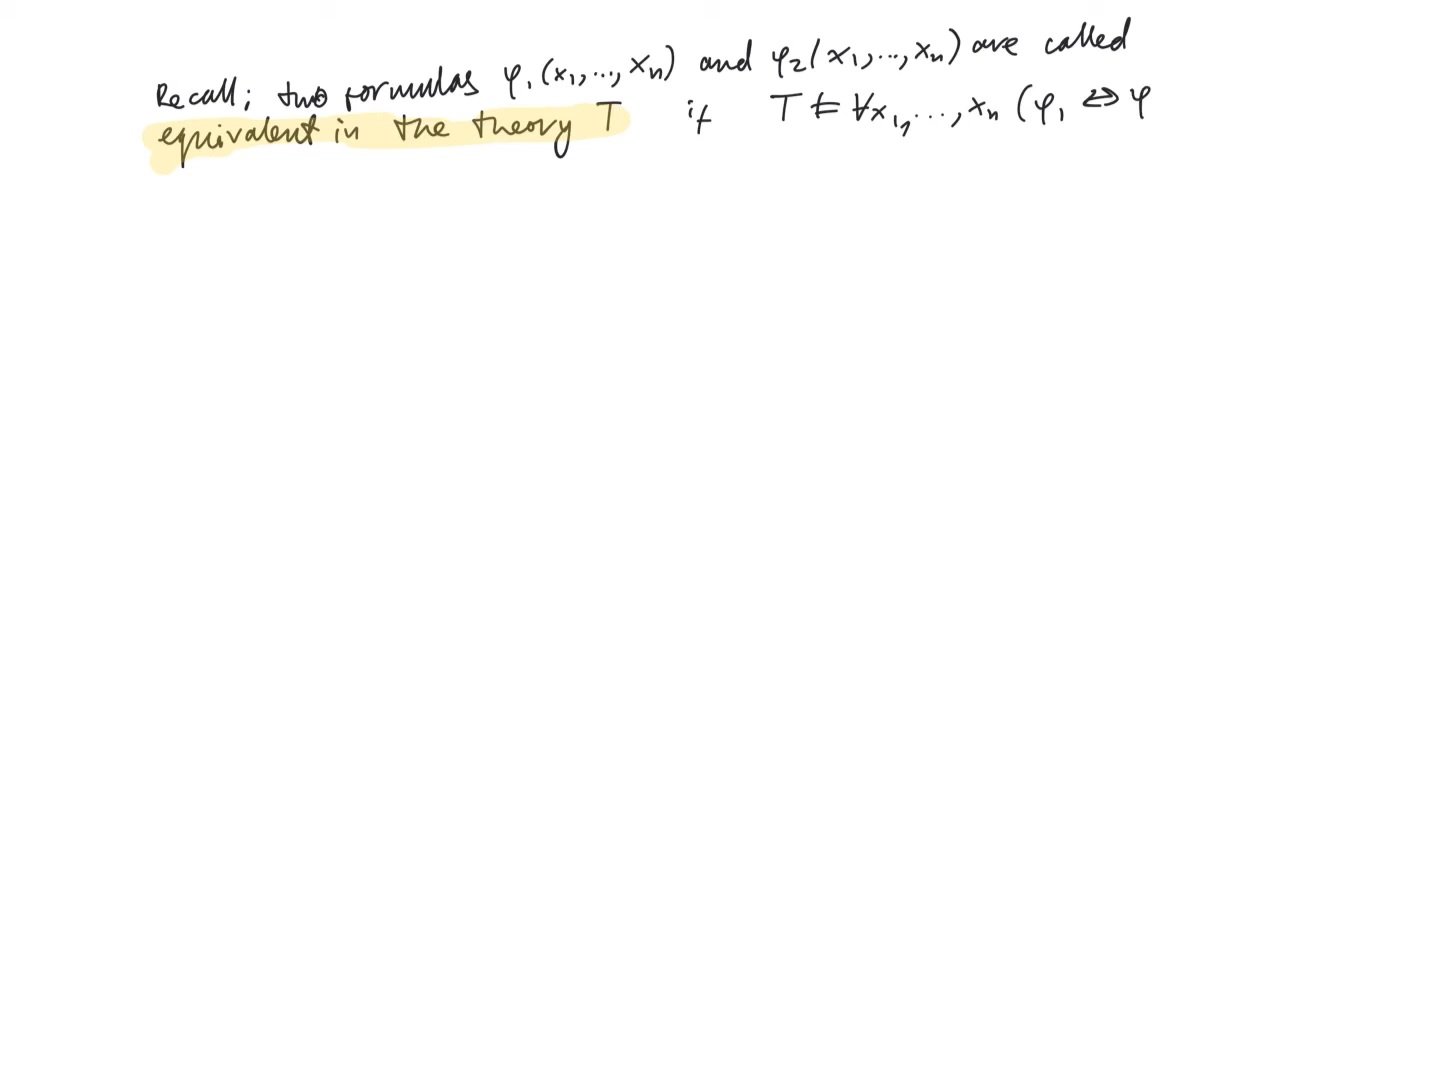 Recall: two formulas φ₁(x₁,...,xₙ) and φ₂(x₁,...,xₙ) are called
equivalent in the theory T if T ⊨ ∀x₁,...,xₙ (φ₁ ⇔ φ